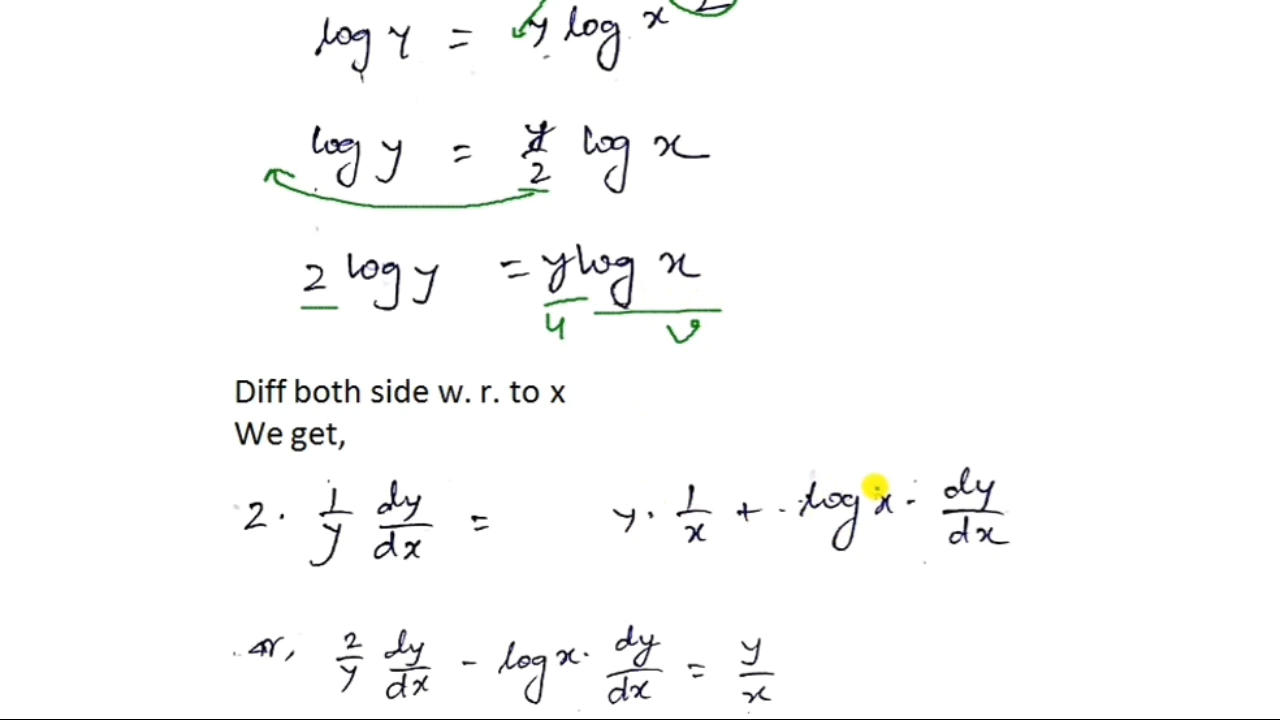 log y = y log x
log y = y/2 log x
2 log y = y log x
u v
Diff both side w. r. to x
We get,
2 · 1/y dy/dx = y · 1/x + log x · dy/dx
or, 2/y dy/dx - log x · dy/dx = y/x